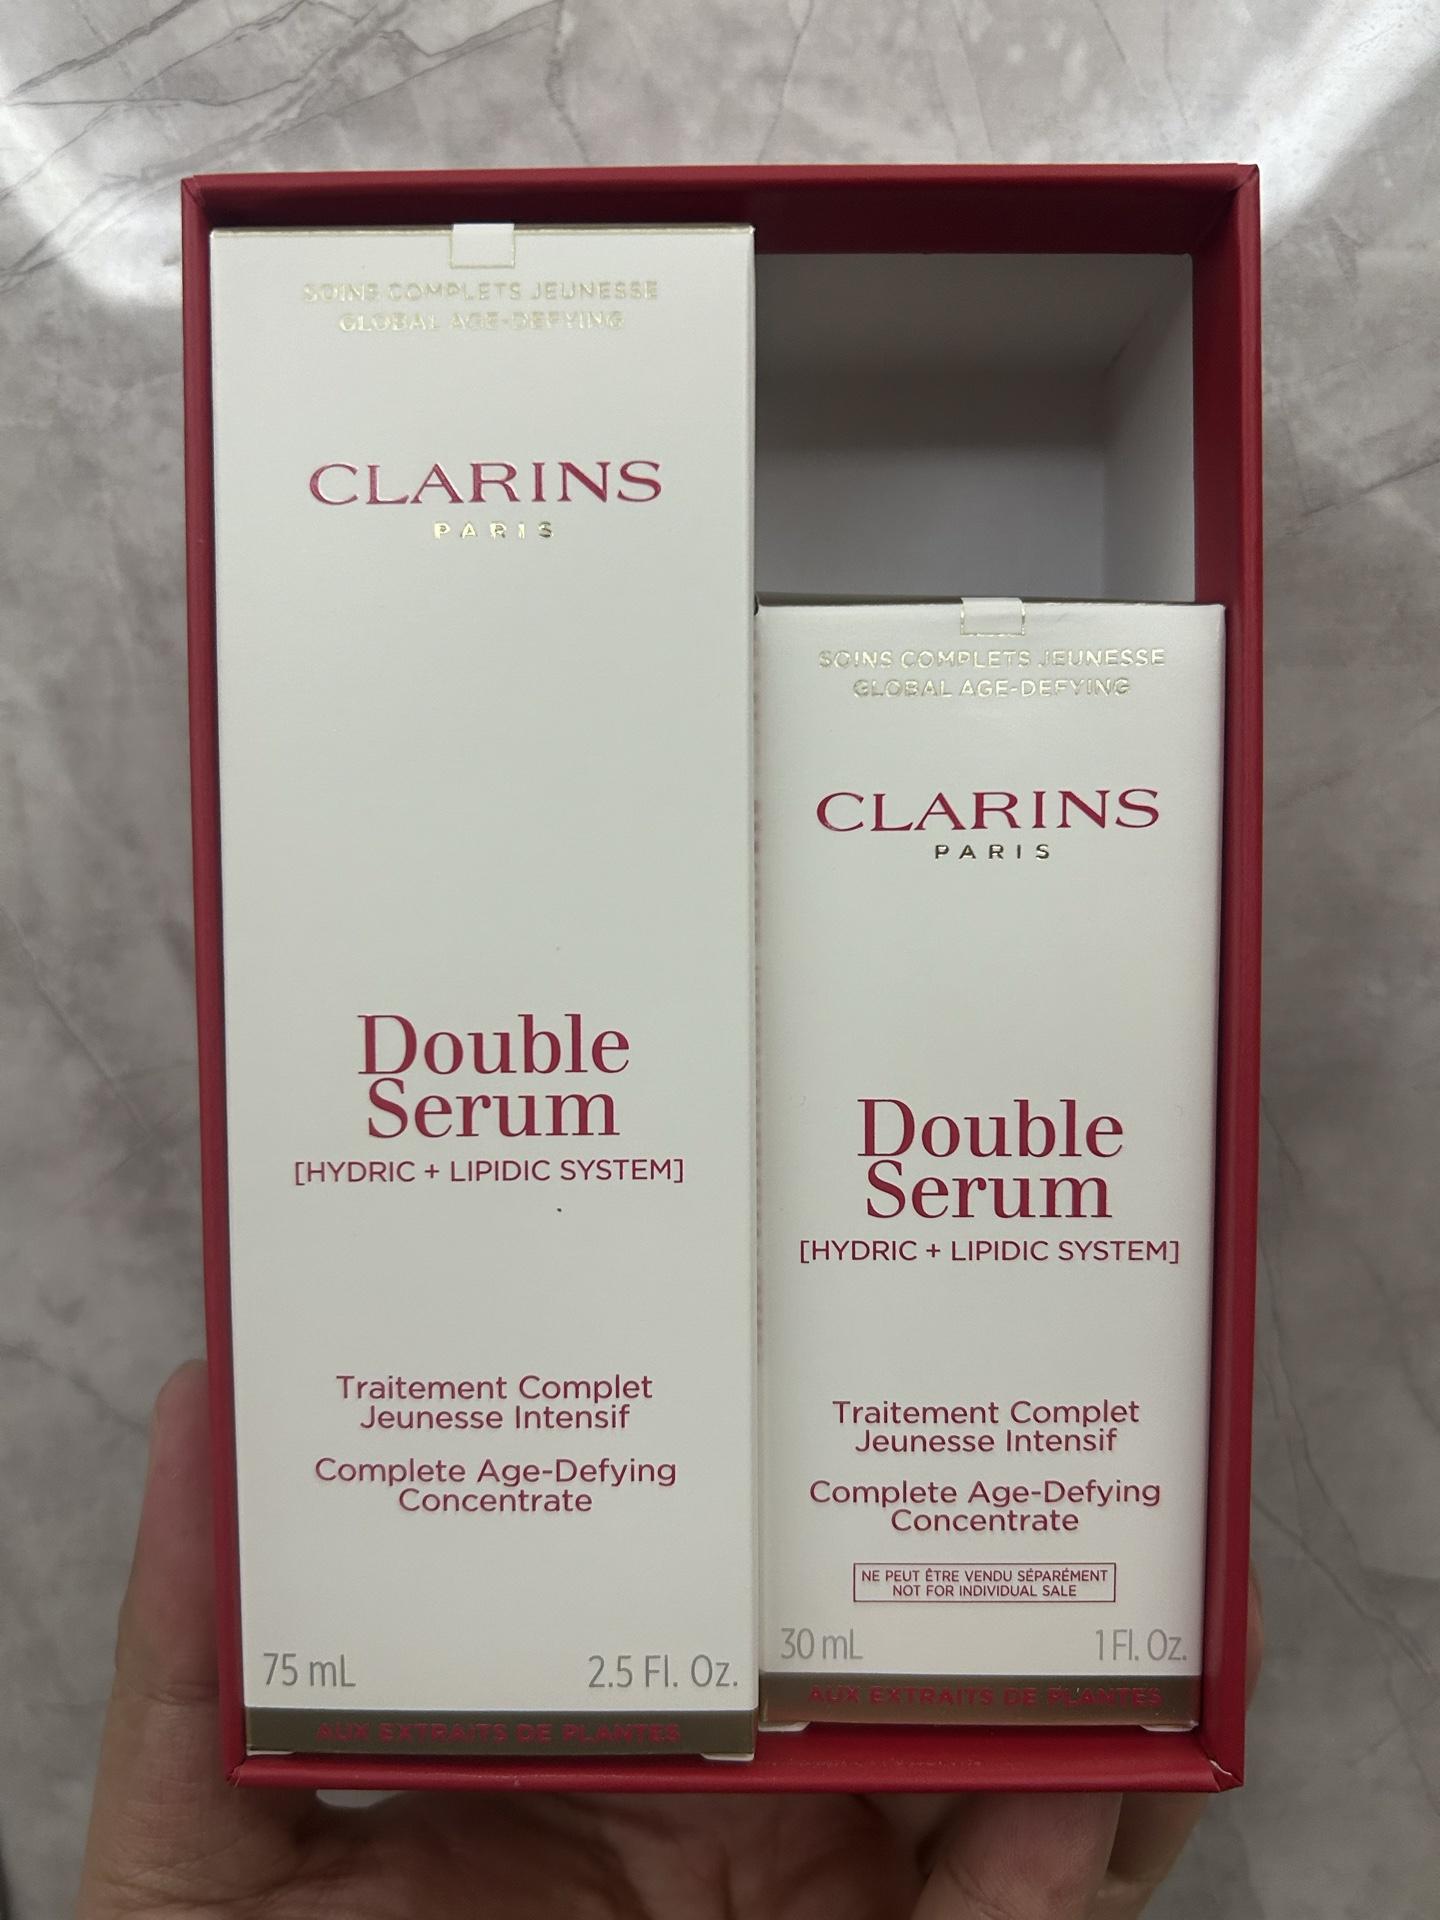 SOINS COMPLETS JEUNESSE
GLOBAL AGE-DEFYING
CLARINS
PARIS
Double
Serum
[HYDRIC + LIPIDIC SYSTEM]
Traitement Complet
Jeunesse Intensif
Complete Age-Defying
Concentrate
75 mL 2.5 Fl. Oz.
AUX EXTRAITS DE PLANTES
SOINS COMPLETS JEUNESSE
GLOBAL AGE-DEFYING
CLARINS
PARIS
Double
Serum
[HYDRIC + LIPIDIC SYSTEM]
Traitement Complet
Jeunesse Intensif
Complete Age-Defying
Concentrate
NE PEUT ÊTRE VENDU SÉPARÉMENT
NOT FOR INDIVIDUAL SALE
30 mL 1 Fl. Oz.
AUX EXTRAITS DE PLANTES